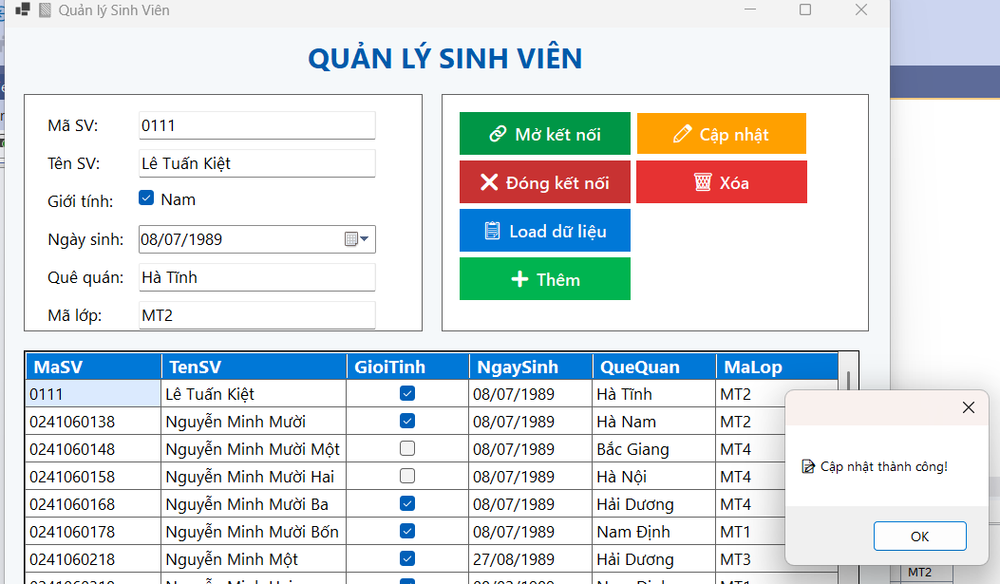 Quản lý Sinh Viên
QUẢN LÝ SINH VIÊN
Mã SV: 0111
Tên SV: Lê Tuấn Kiệt
Giới tính: Nam
Ngày sinh: 08/07/1989
Quê quán: Hà Tĩnh
Mã lớp: MT2
Mở kết nối Cập nhật
Đóng kết nối Xóa
Load dữ liệu
Thêm
MaSV TenSV GioiTinh NgaySinh QueQuan MaLop
0111 Lê Tuấn Kiệt 08/07/1989 Hà Tĩnh MT2
0241060138 Nguyễn Minh Mười 08/07/1989 Hà Nam MT2
0241060148 Nguyễn Minh Mười Một 08/07/1989 Bắc Giang MT4
0241060158 Nguyễn Minh Mười Hai 08/07/1989 Hà Nội MT4
0241060168 Nguyễn Minh Mười Ba 08/07/1989 Hải Dương MT4
0241060178 Nguyễn Minh Mười Bốn 08/07/1989 Nam Định MT1
0241060218 Nguyễn Minh Một 27/08/1989 Hải Dương MT3
Cập nhật thành công!
OK
MT2